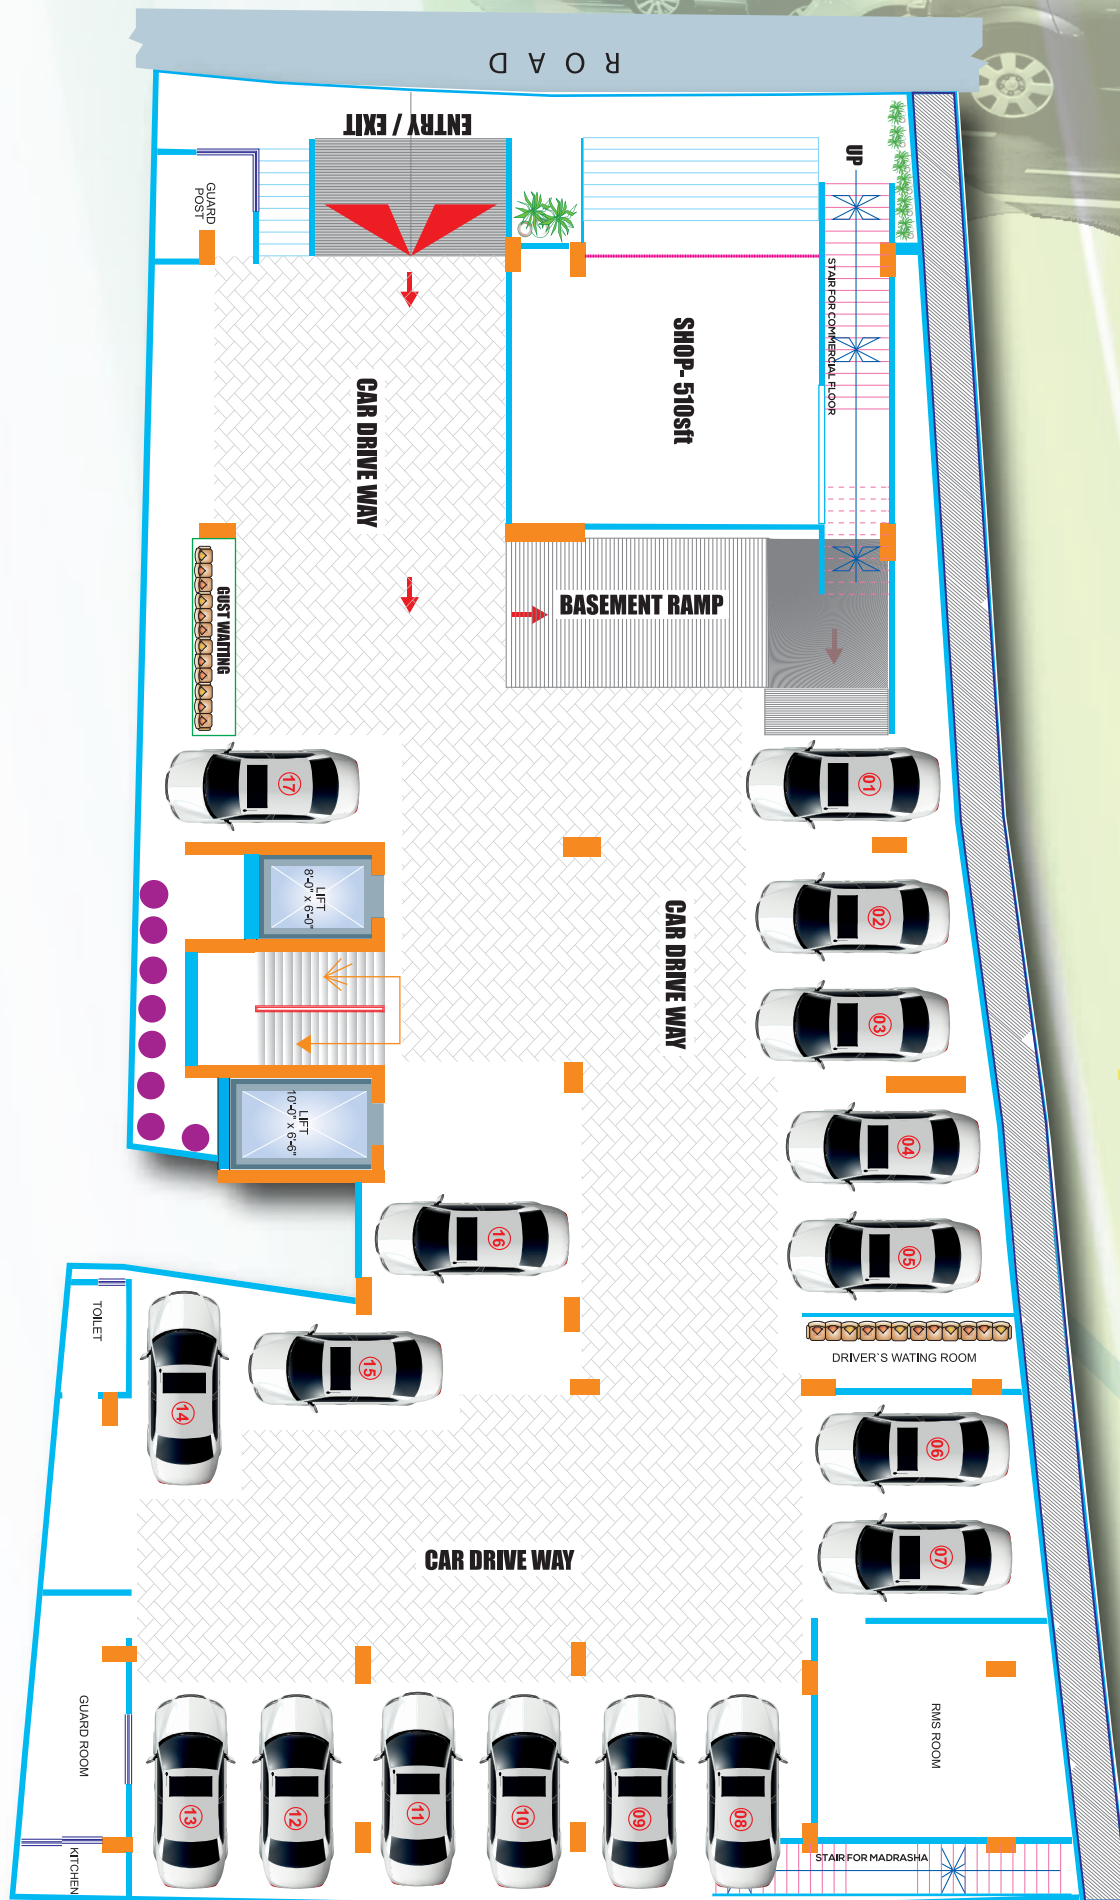 ROAD
ENTRY / EXIT
UP
GUARD
POST
STAIR FOR COMMERCIAL FLOOR
SHOP- 510sft
CAR DRIVE WAY
GUST WAITING
BASEMENT RAMP
17
01
LIFT
8'-0" x 6'-0"
02
CAR DRIVE WAY
03
LIFT
10'-0" x 6'-6"
04
16
05
TOILET
DRIVER`S WATING ROOM
15
14
06
CAR DRIVE WAY
07
GUARD ROOM
RMS ROOM
13
12
11
10
09
08
KITCHEN
STAIR FOR MADRASHA